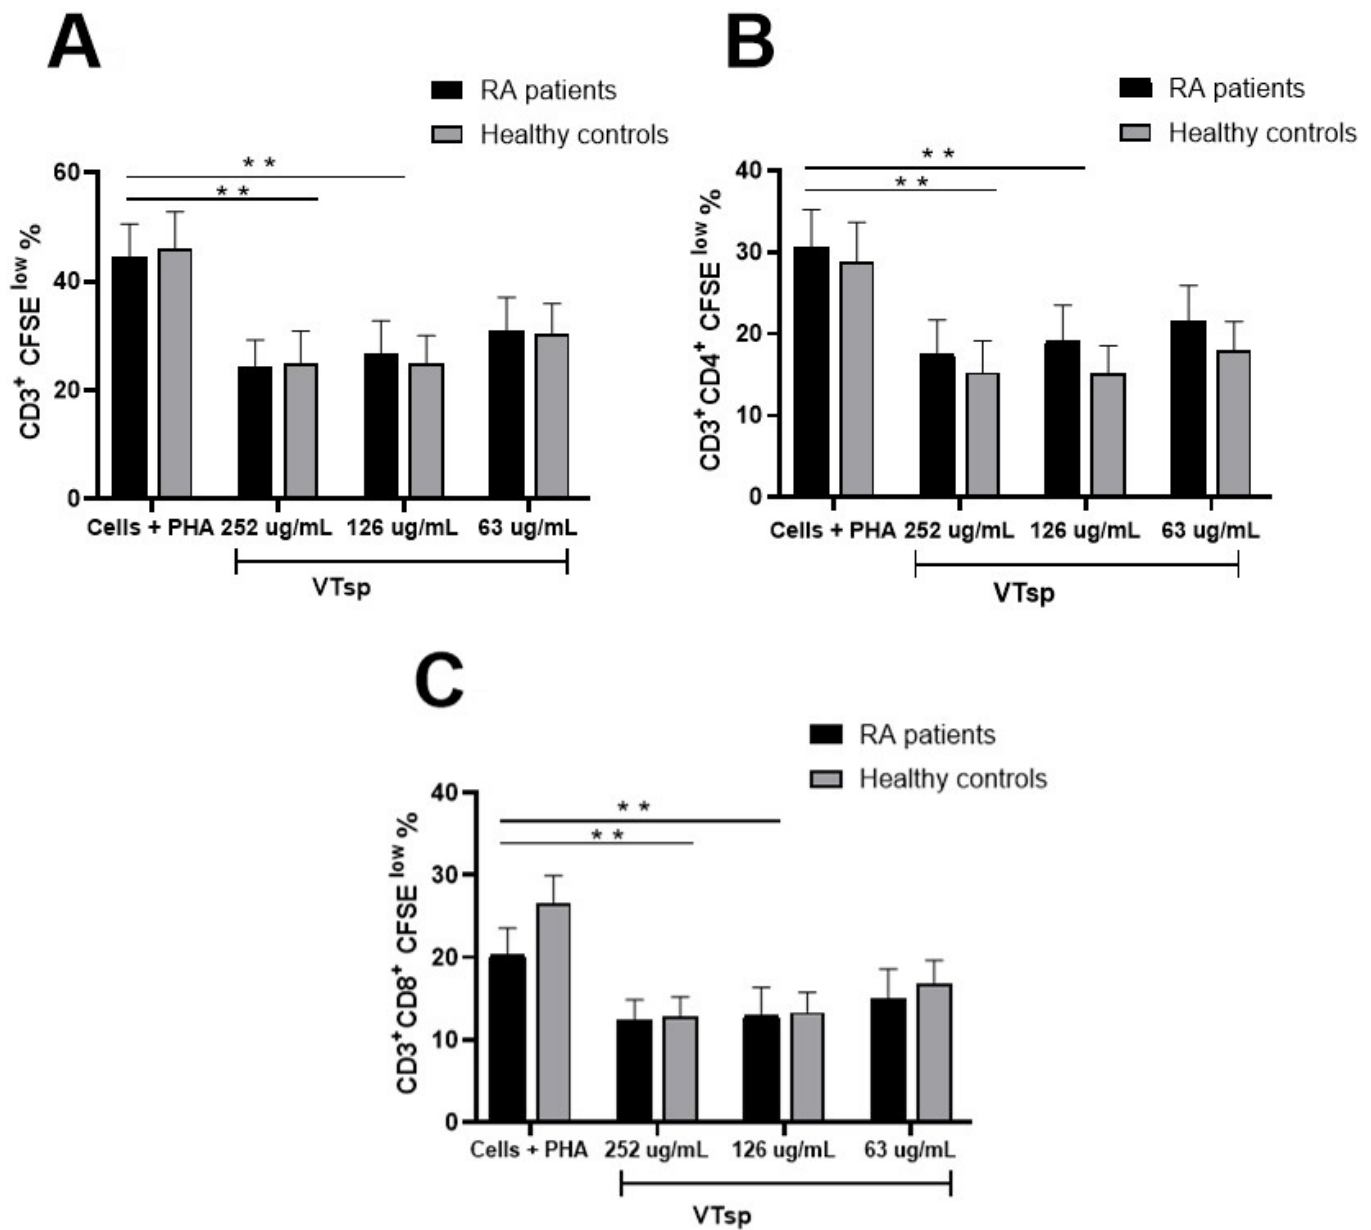 A
RA patients
Healthy controls
CD3+ CFSE low %
60
40
20
0
* *
* *
Cells + PHA 252 ug/mL 126 ug/mL 63 ug/mL
VTsp
B
RA patients
Healthy controls
CD3+CD4+ CFSE low %
40
30
20
10
0
* *
* *
Cells + PHA 252 ug/mL 126 ug/mL 63 ug/mL
VTsp
C
RA patients
Healthy controls
CD3+CD8+ CFSE low %
40
30
20
10
0
* *
* *
Cells + PHA 252 ug/mL 126 ug/mL 63 ug/mL
VTsp